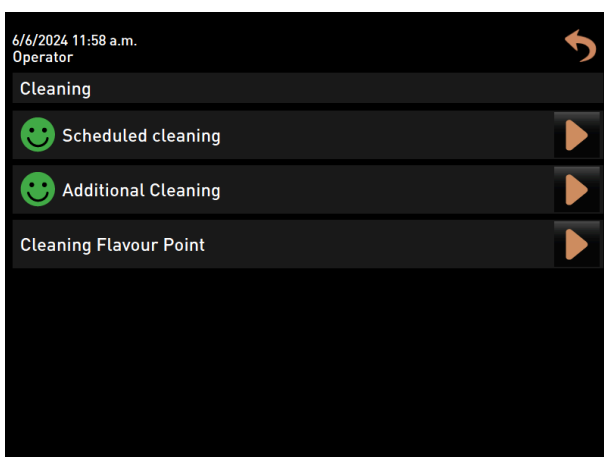 6/6/2024 11:58 a.m.
Operator
Cleaning
Scheduled cleaning
Additional Cleaning
Cleaning Flavour Point